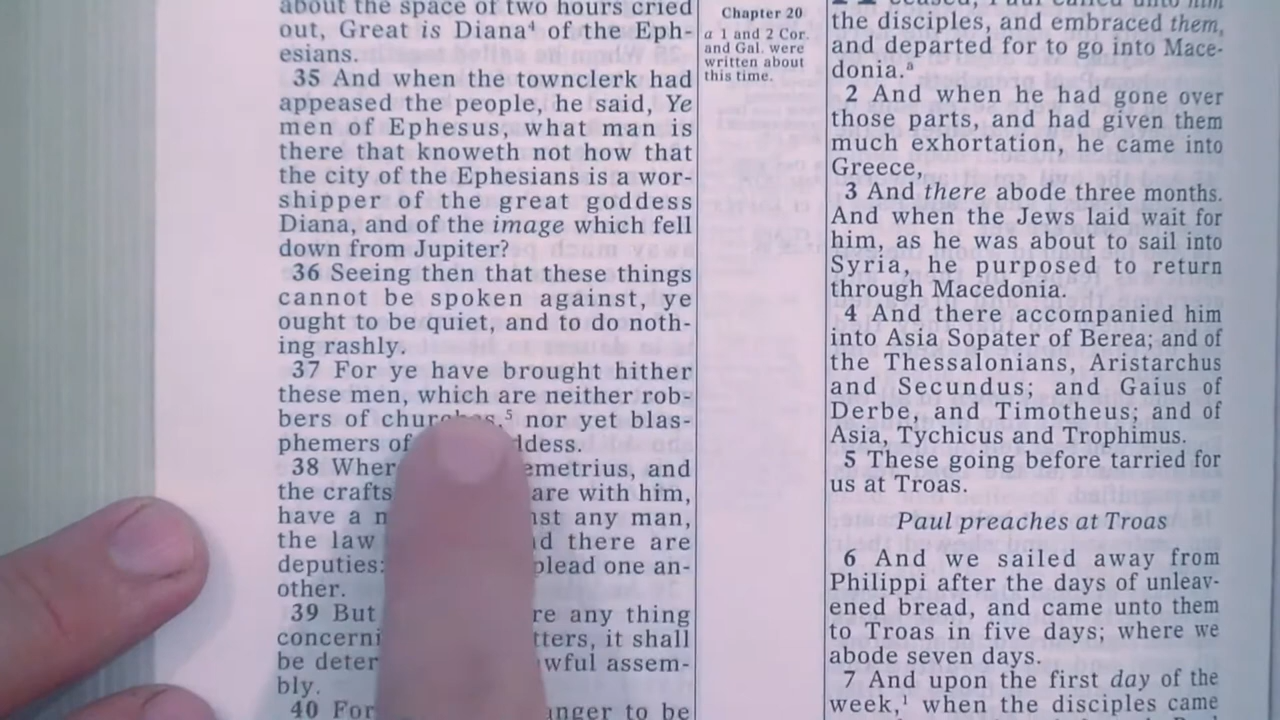 about the space of two hours cried
out, Great is Diana⁴ of the Eph-
esians.
35 And when the townclerk had
appeased the people, he said, Ye
men of Ephesus, what man is
there that knoweth not how that
the city of the Ephesians is a wor-
shipper of the great goddess
Diana, and of the image which fell
down from Jupiter?
36 Seeing then that these things
cannot be spoken against, ye
ought to be quiet, and to do noth-
ing rashly.
37 For ye have brought hither
these men, which are neither rob-
bers of churches,⁵ nor yet blas-
phemers of
38 and
the crafts are with him,
have a any man,
the law there are
deputies: plead one an-
other.
39 But any thing
it shall
be assem-
bly.
40 For to be
Chapter 20
a 1 and 2 Cor.
and Gal. were
written about
this time.
Paul called unto him
the disciples, and embraced them,
and departed for to go into Mace-
donia.ᵃ
2 And when he had gone over
those parts, and had given them
much exhortation, he came into
Greece,
3 And there abode three months.
And when the Jews laid wait for
him, as he was about to sail into
Syria, he purposed to return
through Macedonia.
4 And there accompanied him
into Asia Sopater of Berea; and of
the Thessalonians, Aristarchus
and Secundus; and Gaius of
Derbe, and Timotheus; and of
Asia, Tychicus and Trophimus.
5 These going before tarried for
us at Troas.
Paul preaches at Troas
6 And we sailed away from
Philippi after the days of unleav-
ened bread, and came unto them
to Troas in five days; where we
abode seven days.
7 And upon the first day of the
week,¹ when the disciples came